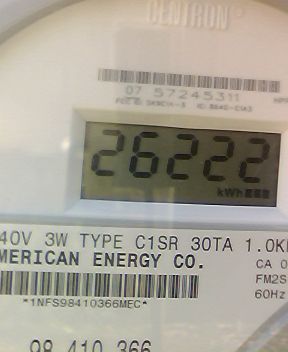 CENTRON
07 57245311
26222
kWh
40V 3W TYPE C1SR 30TA 1.0K
MERICAN ENERGY CO.
CA 0
FM2S
*1NFS98410366MEC*
60Hz
98 410 366